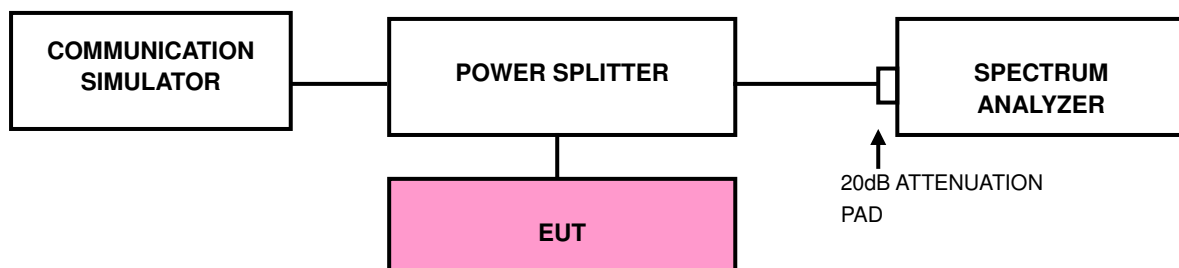 COMMUNICATION
SIMULATOR
POWER SPLITTER
SPECTRUM
ANALYZER
20dB ATTENUATION
PAD
EUT